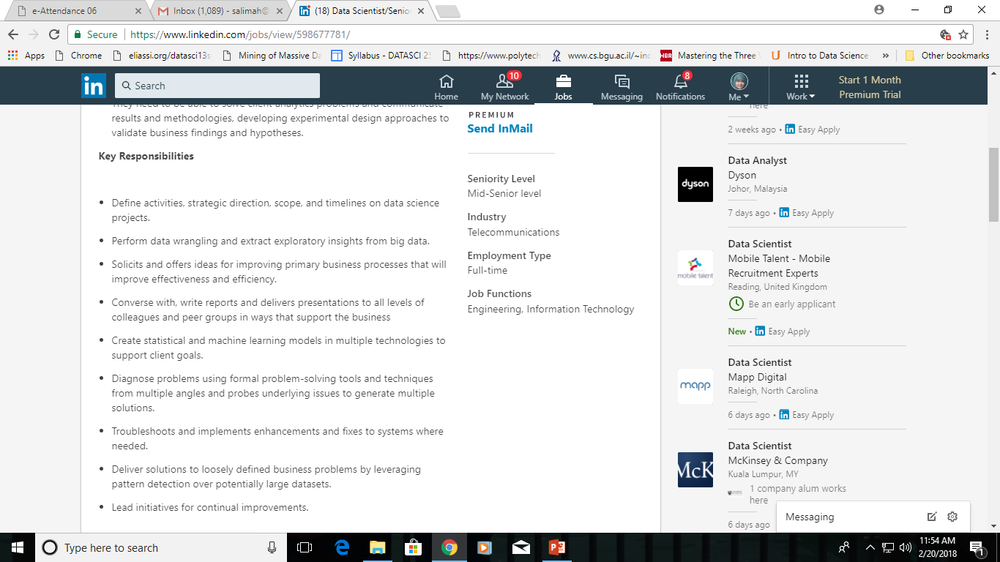 e-Attendance 06
Inbox (1,089) - salimah@
(18) Data Scientist/Senio
Secure
https://www.linkedin.com/jobs/view/598677781/
Apps
Chrome
eliassi.org/datasci13s
Mining of Massive Da
Syllabus - DATASCI 25
https://www.polytech
www.cs.bgu.ac.il/~inc
HBR
Mastering the Three
Intro to Data Science
»
Other bookmarks
in
Search
Home
10
My Network
Jobs
Messaging
8
Notifications
Me
Work
Start 1 Month
Premium Trial
They need to be able to solve client analytics problems and communicate
results and methodologies, developing experimental design approaches to
validate business findings and hypotheses.
Key Responsibilities
• Define activities, strategic direction, scope, and timelines on data science
projects.
• Perform data wrangling and extract exploratory insights from big data.
• Solicits and offers ideas for improving primary business processes that will
improve effectiveness and efficiency.
• Converse with, write reports and delivers presentations to all levels of
colleagues and peer groups in ways that support the business
• Create statistical and machine learning models in multiple technologies to
support client goals.
• Diagnose problems using formal problem-solving tools and techniques
from multiple angles and probes underlying issues to generate multiple
solutions.
• Troubleshoots and implements enhancements and fixes to systems where
needed.
• Deliver solutions to loosely defined business problems by leveraging
pattern detection over potentially large datasets.
• Lead initiatives for continual improvements.
PREMIUM
Send InMail
Seniority Level
Mid-Senior level
Industry
Telecommunications
Employment Type
Full-time
Job Functions
Engineering, Information Technology
here
2 weeks ago • in Easy Apply
dyson
Data Analyst
Dyson
Johor, Malaysia
7 days ago • in Easy Apply
mobile talent
Data Scientist
Mobile Talent - Mobile
Recruitment Experts
Reading, United Kingdom
Be an early applicant
New • in Easy Apply
mapp
Data Scientist
Mapp Digital
Raleigh, North Carolina
6 days ago • in Easy Apply
McK
Data Scientist
McKinsey & Company
Kuala Lumpur, MY
1 company alum works
here
6 days ago
Messaging
Type here to search
11:54 AM
2/20/2018
1